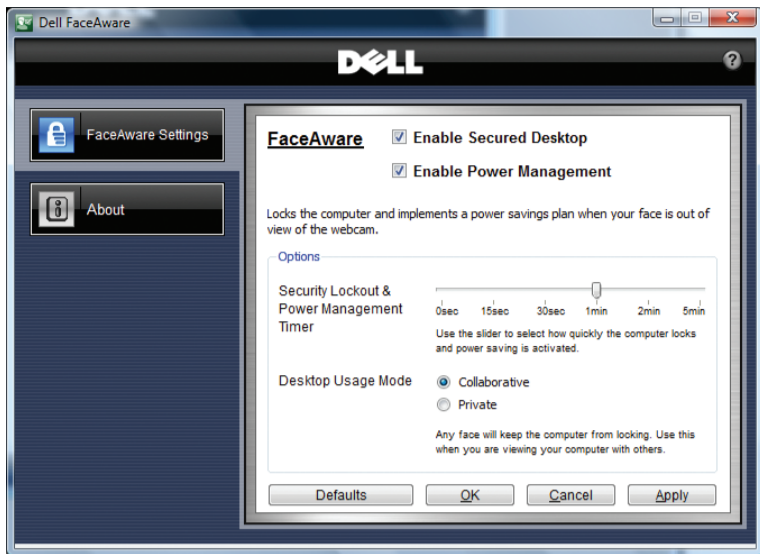 Dell FaceAware
DELL
?
FaceAware Settings
About
FaceAware
Enable Secured Desktop
Enable Power Management
Locks the computer and implements a power savings plan when your face is out of
view of the webcam.
Options
Security Lockout &
Power Management
Timer
0sec 15sec 30sec 1min 2min 5min
Use the slider to select how quickly the computer locks
and power saving is activated.
Desktop Usage Mode
Collaborative
Private
Any face will keep the computer from locking. Use this
when you are viewing your computer with others.
Defaults OK Cancel Apply